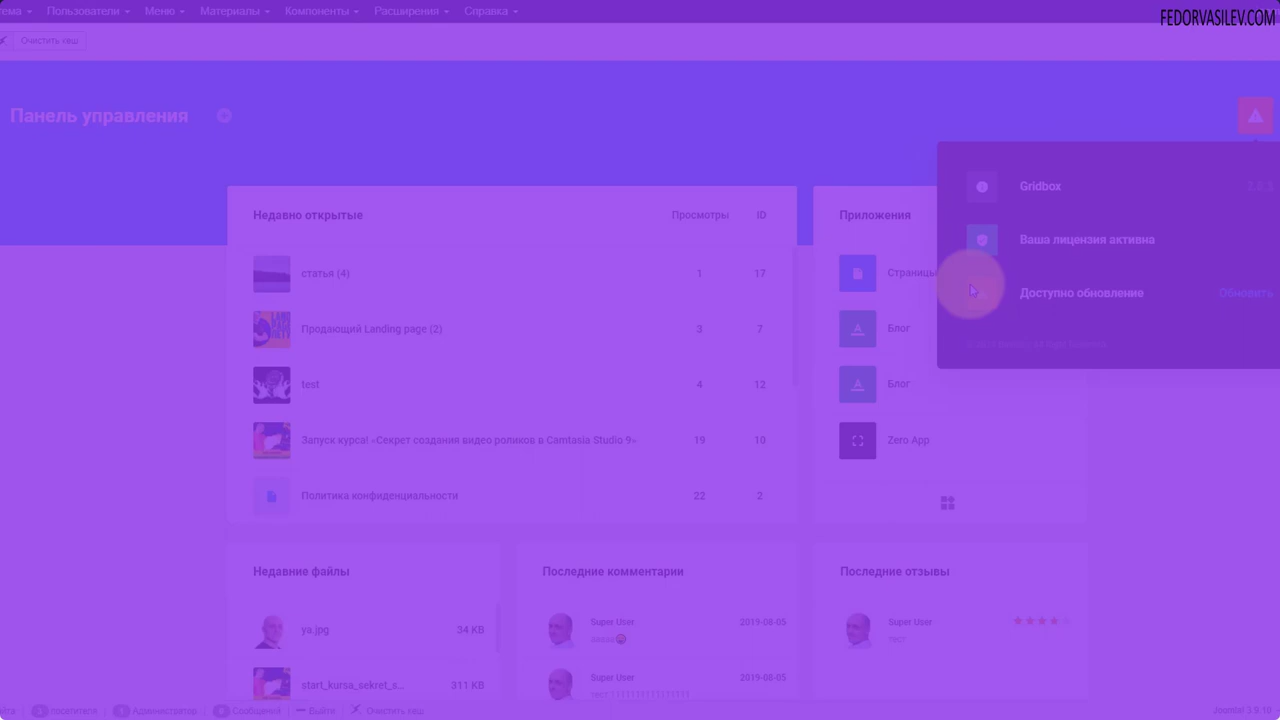 FEDORVASILEV.COM
тема Пользователи Меню Материалы Компоненты Расширения Справка
Очистить кеш
Панель управления
Gridbox
Ваша лицензия активна
Доступно обновление Обновить
Недавно открытые Просмотры ID
статья (4) 1 17
Продающий Landing page (2) 3 7
test 4 12
Запуск курса! «Секрет создания видео роликов в Camtasia Studio 9» 19 10
Политика конфиденциальности 22 2
Приложения
Страницы
Блог
Блог
Zero App
Недавние файлы
ya.jpg 34 KB
start_kursa_sekret_s... 311 KB
Последние комментарии
Super User 2019-08-05
Super User 2019-08-05
тест111111111111111
Последние отзывы
Super User
тест
айта посетителя Администратор Сообщений Выйти Очистить кеш
Joomla! 3.9.10